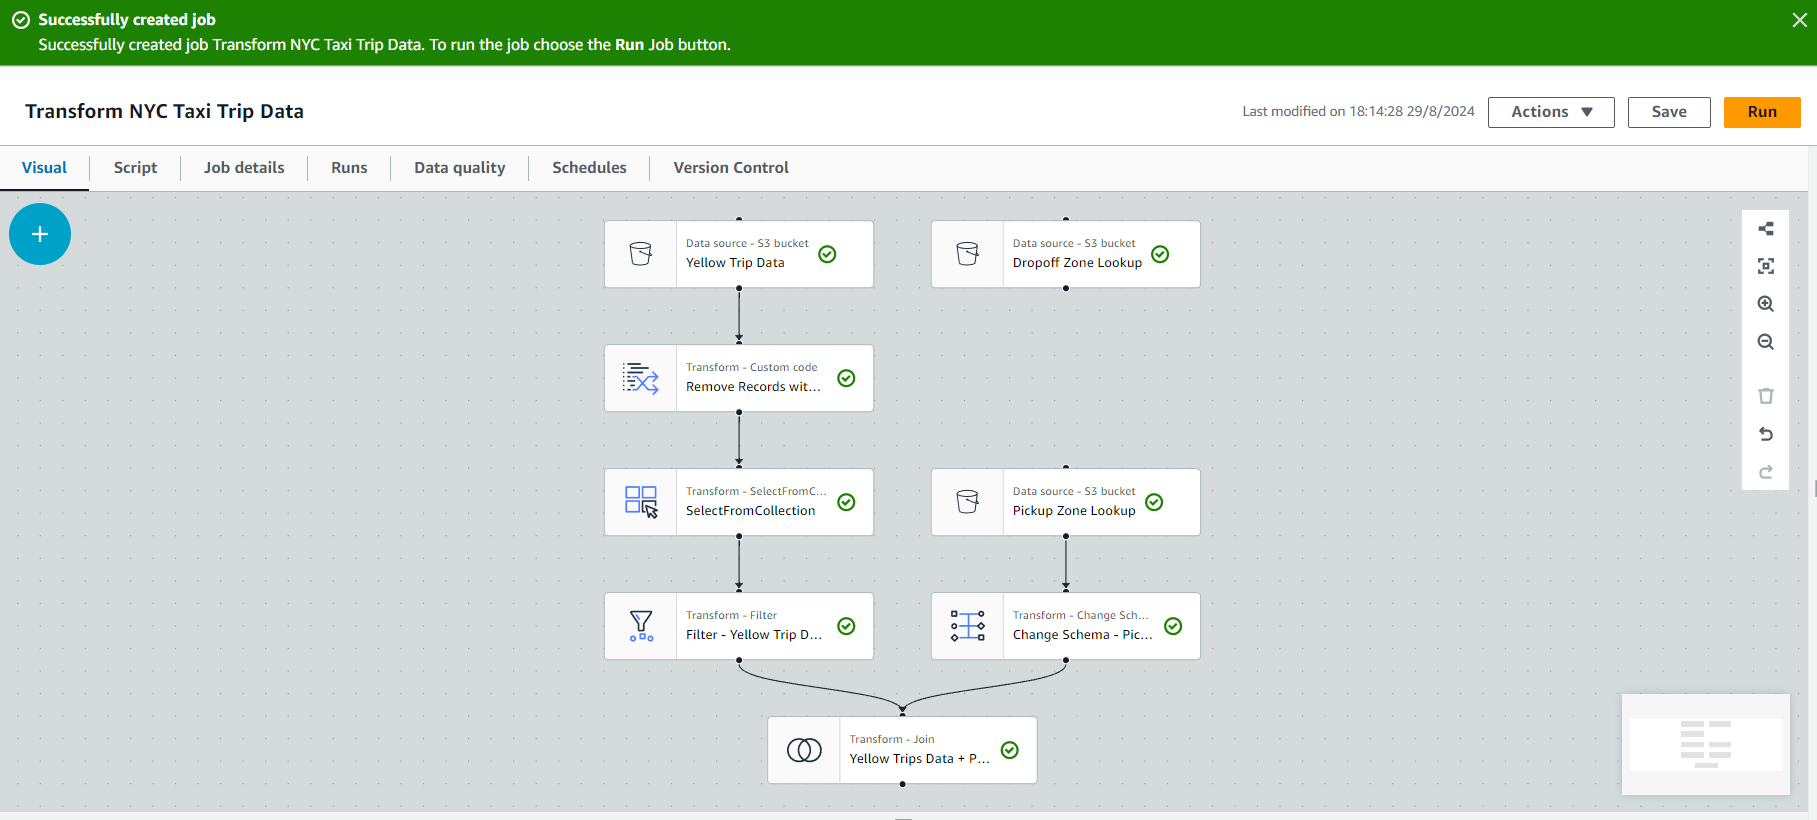 Successfully created job
Successfully created job Transform NYC Taxi Trip Data. To run the job choose the Run Job button.
Transform NYC Taxi Trip Data
Last modified on 18:14:28 29/8/2024
Actions
Save
Run
Visual
Script
Job details
Runs
Data quality
Schedules
Version Control
Data source - S3 bucket
Yellow Trip Data
Data source - S3 bucket
Dropoff Zone Lookup
Transform - Custom code
Remove Records wit...
Transform - SelectFromC...
SelectFromCollection
Data source - S3 bucket
Pickup Zone Lookup
Transform - Filter
Filter - Yellow Trip D...
Transform - Change Sch...
Change Schema - Pic...
Transform - Join
Yellow Trips Data + P...